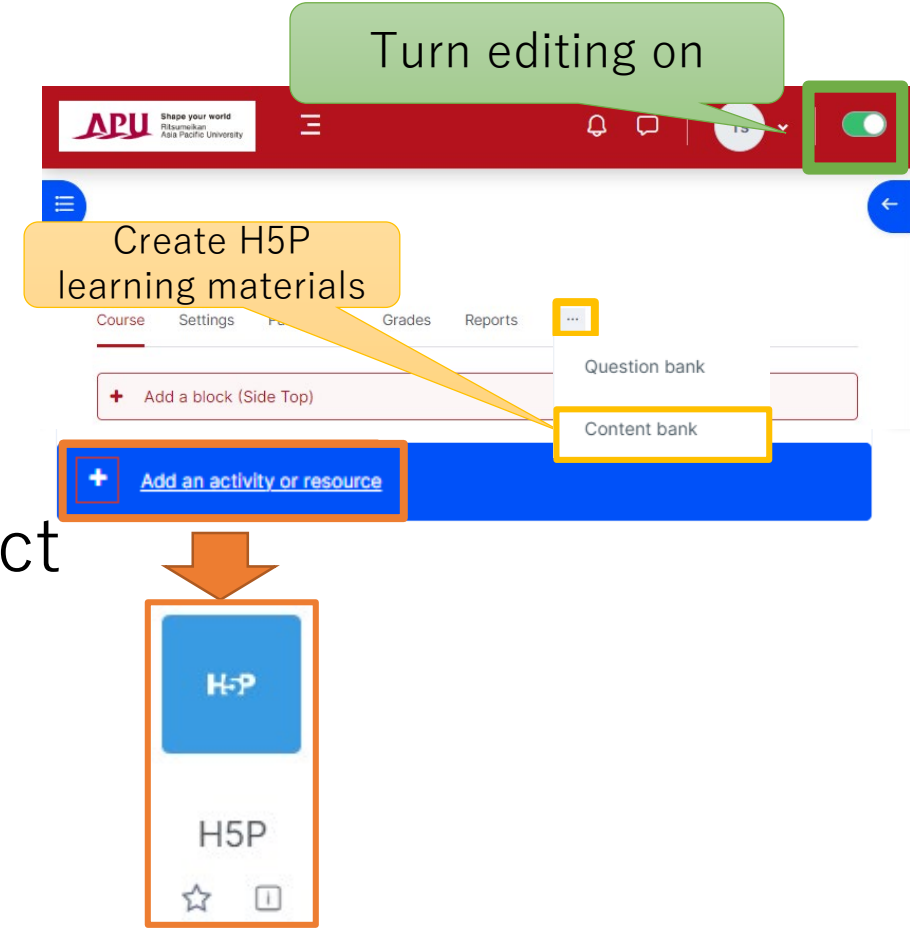 Turn editing on
APU
Shape your world
Ritsumeikan
Asia Pacific University
Create H5P
learning materials
Course Settings Grades Reports ...
Question bank
+ Add a block (Side Top)
Content bank
+ Add an activity or resource
ct
H5P
H5P